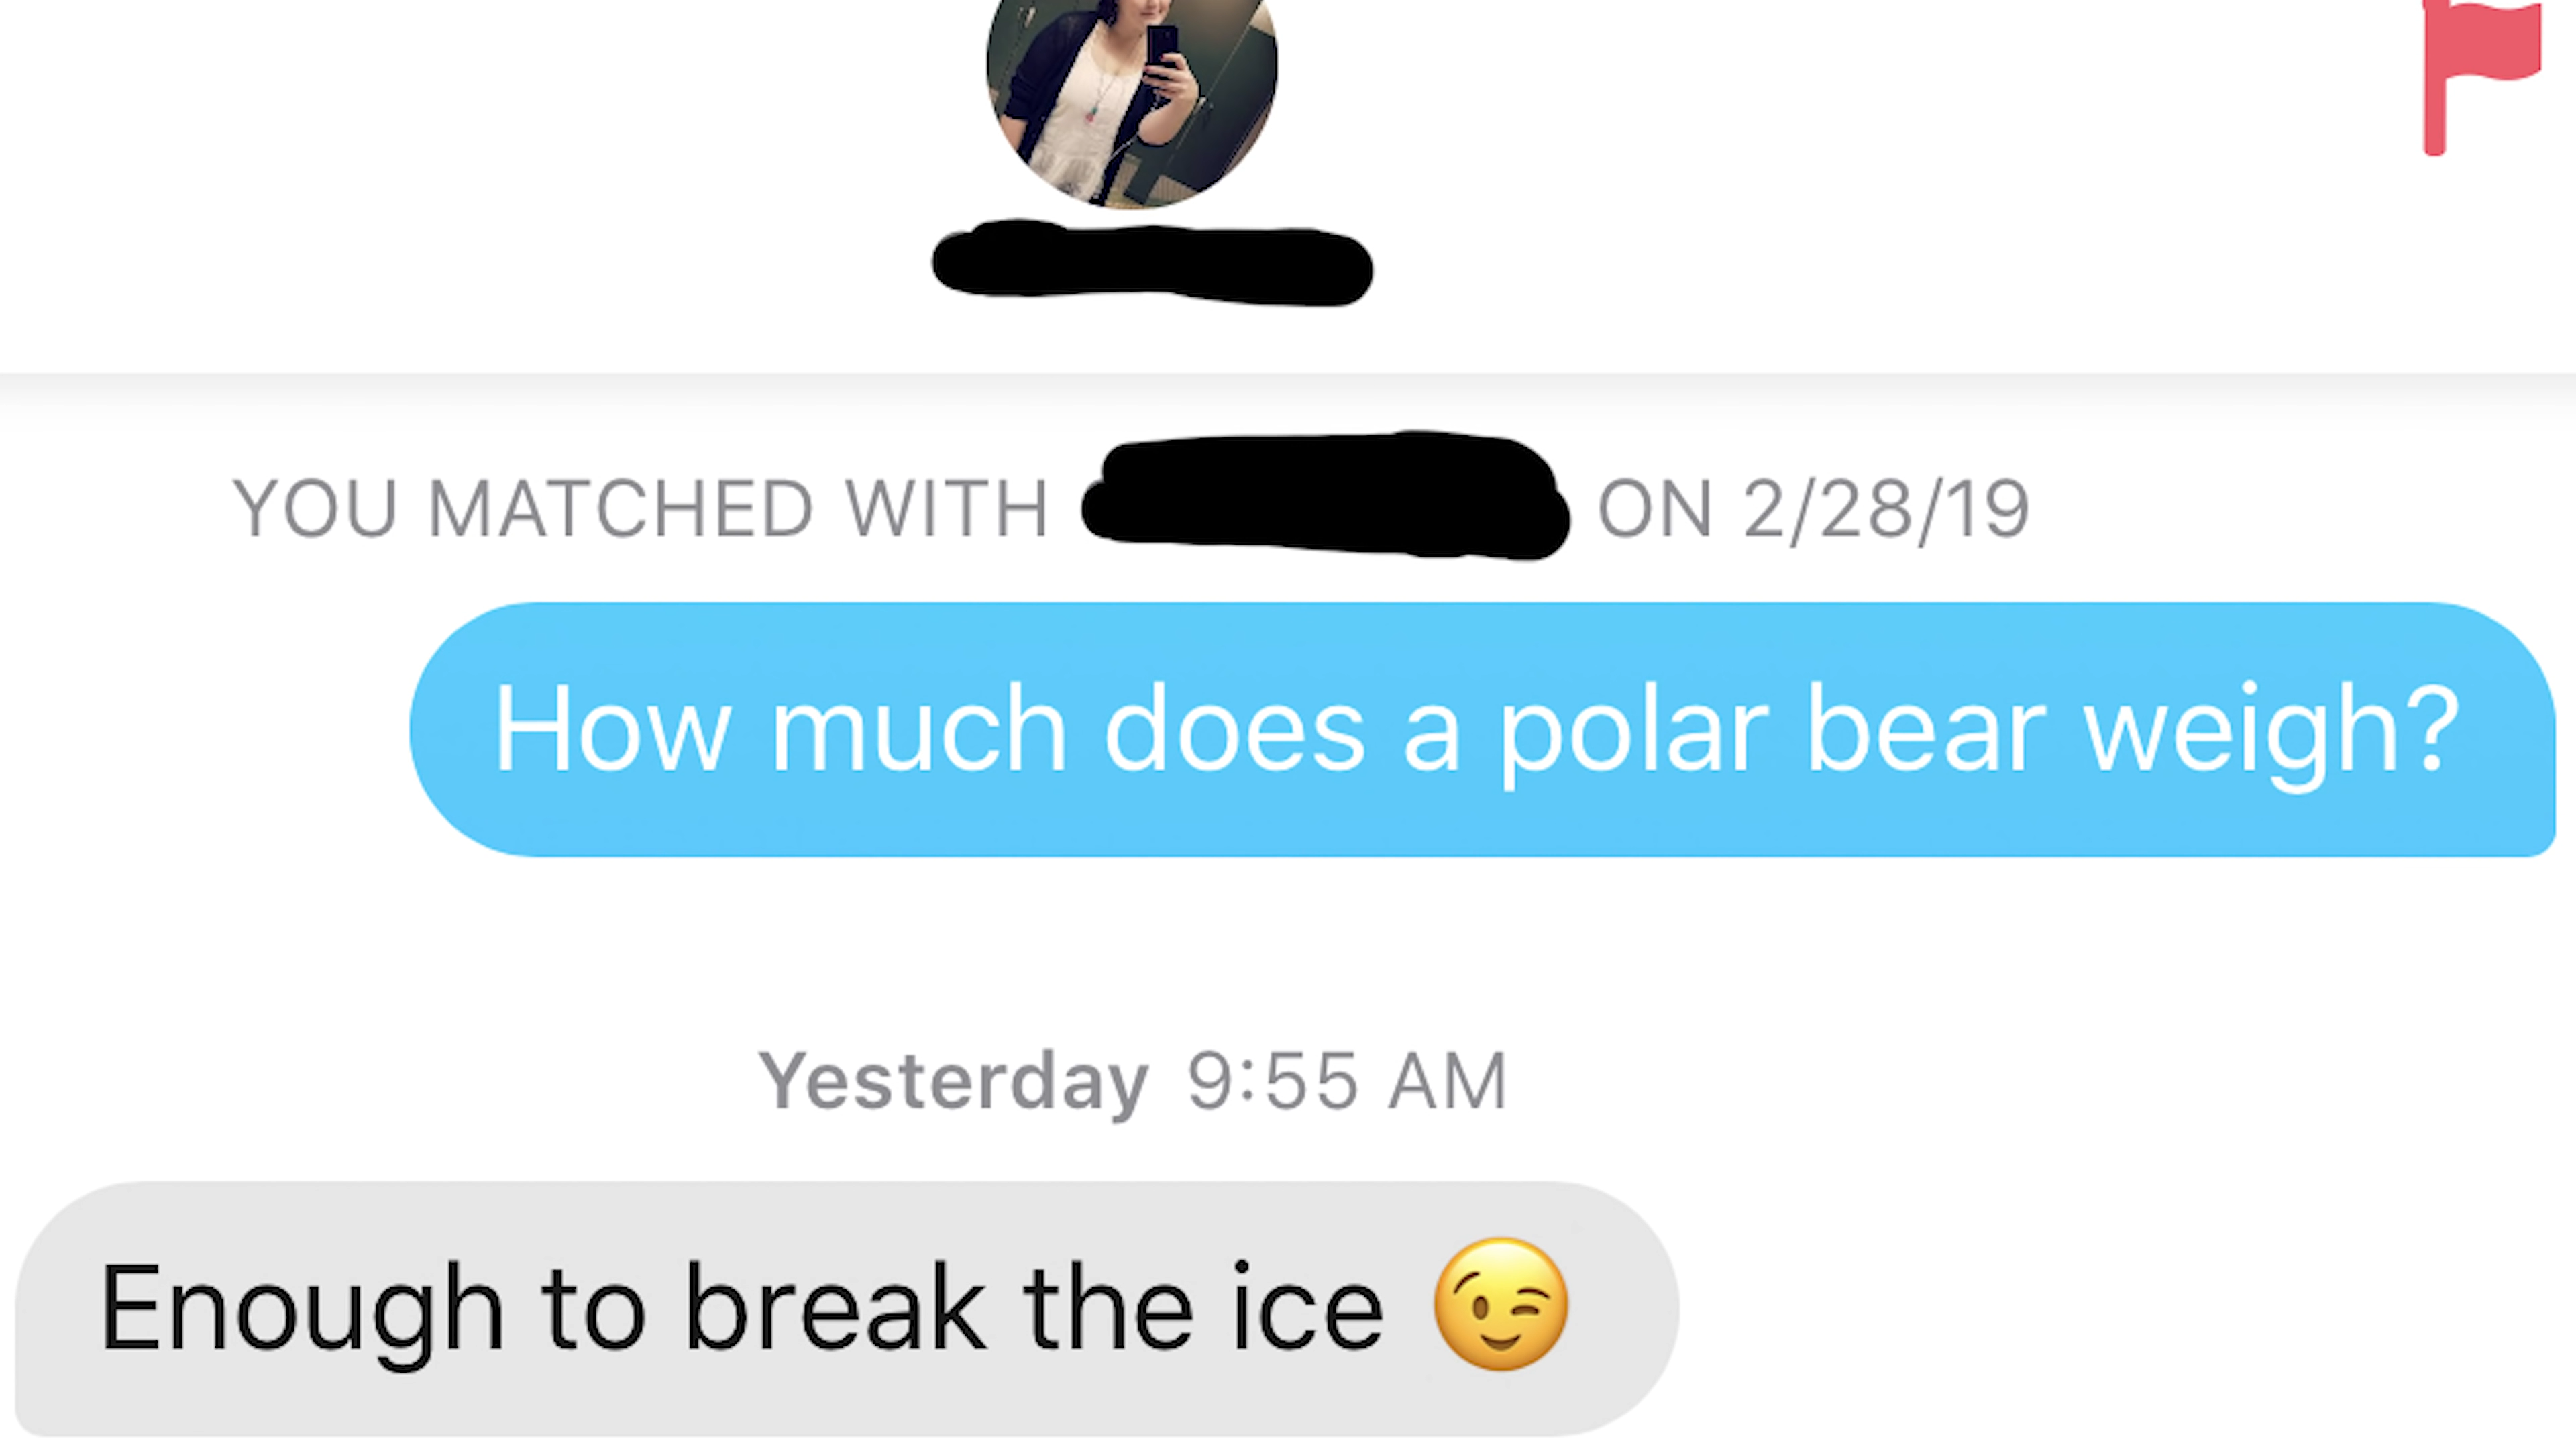 YOU MATCHED WITH ON 2/28/19
How much does a polar bear weigh?
Yesterday 9:55 AM
Enough to break the ice 😉